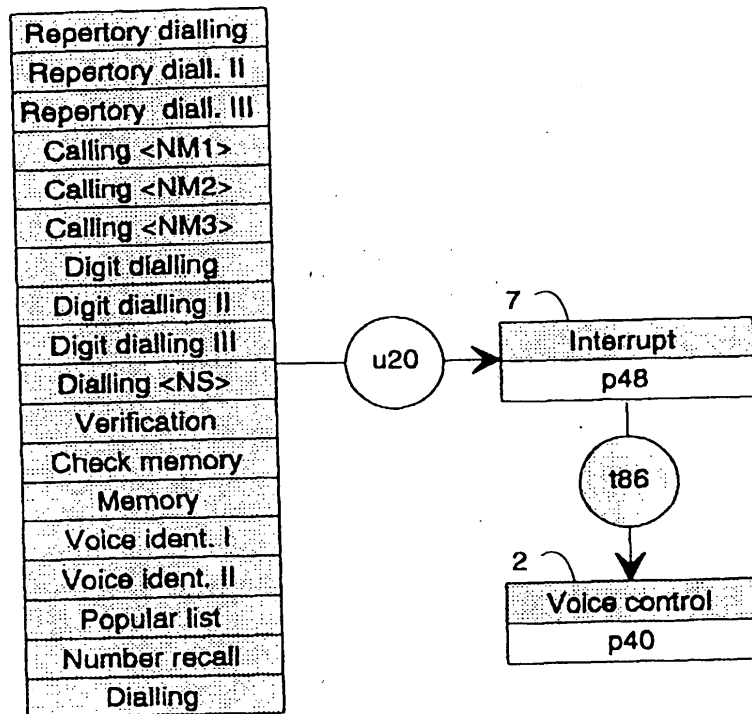 Repertory dialling
Repertory diall. II
Repertory diall. III
Calling <NM1>
Calling <NM2>
Calling <NM3>
Digit dialling
Digit dialling II
Digit dialling III
Dialling <NS>
Verification
Check memory
Memory
Voice ident. I
Voice ident. II
Popular list
Number recall
Dialling
u20
7
Interrupt
p48
t86
2
Voice control
p40